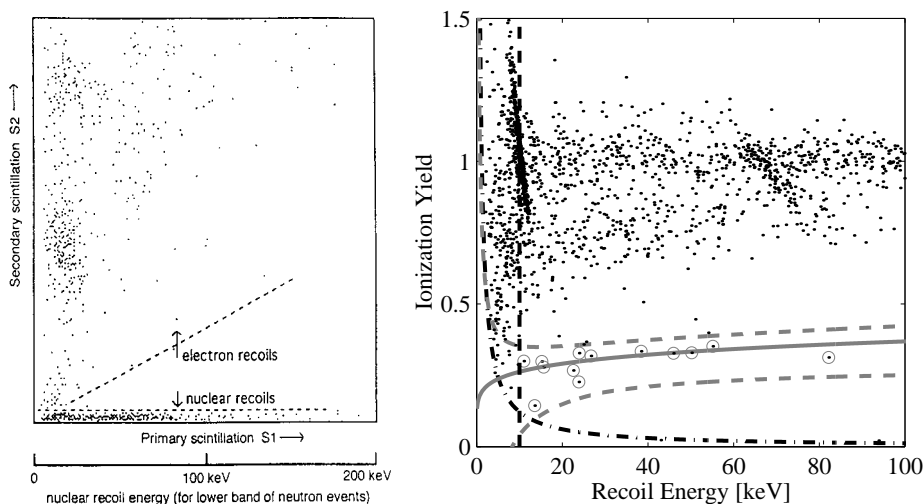 Secondary scintillation S2 →
electron recoils
nuclear recoils
Primary scintillation S1 →
0 100 keV 200 keV
nuclear recoil energy (for lower band of neutron events)
Ionization Yield
1.5
1
0.5
0
0 20 40 60 80 100
Recoil Energy [keV]